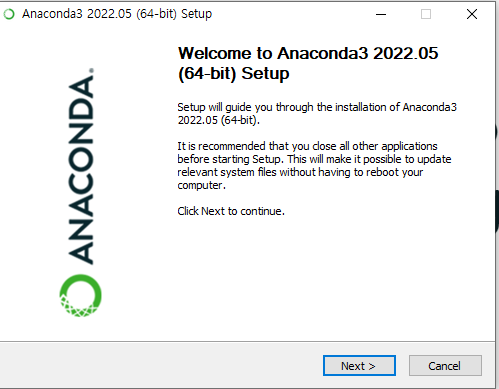 Anaconda3 2022.05 (64-bit) Setup
Welcome to Anaconda3 2022.05
(64-bit) Setup
Setup will guide you through the installation of Anaconda3
2022.05 (64-bit).
It is recommended that you close all other applications
before starting Setup. This will make it possible to update
relevant system files without having to reboot your
computer.
Click Next to continue.
ANACONDA.
Next >
Cancel